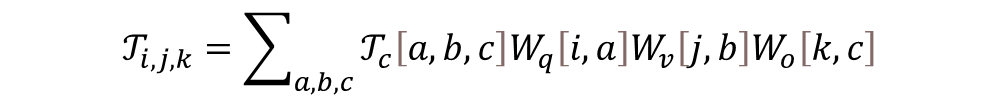 𝒯_{i,j,k} = ∑_{a,b,c} 𝒯_c[a, b, c]W_q[i, a]W_v[j, b]W_o[k, c]